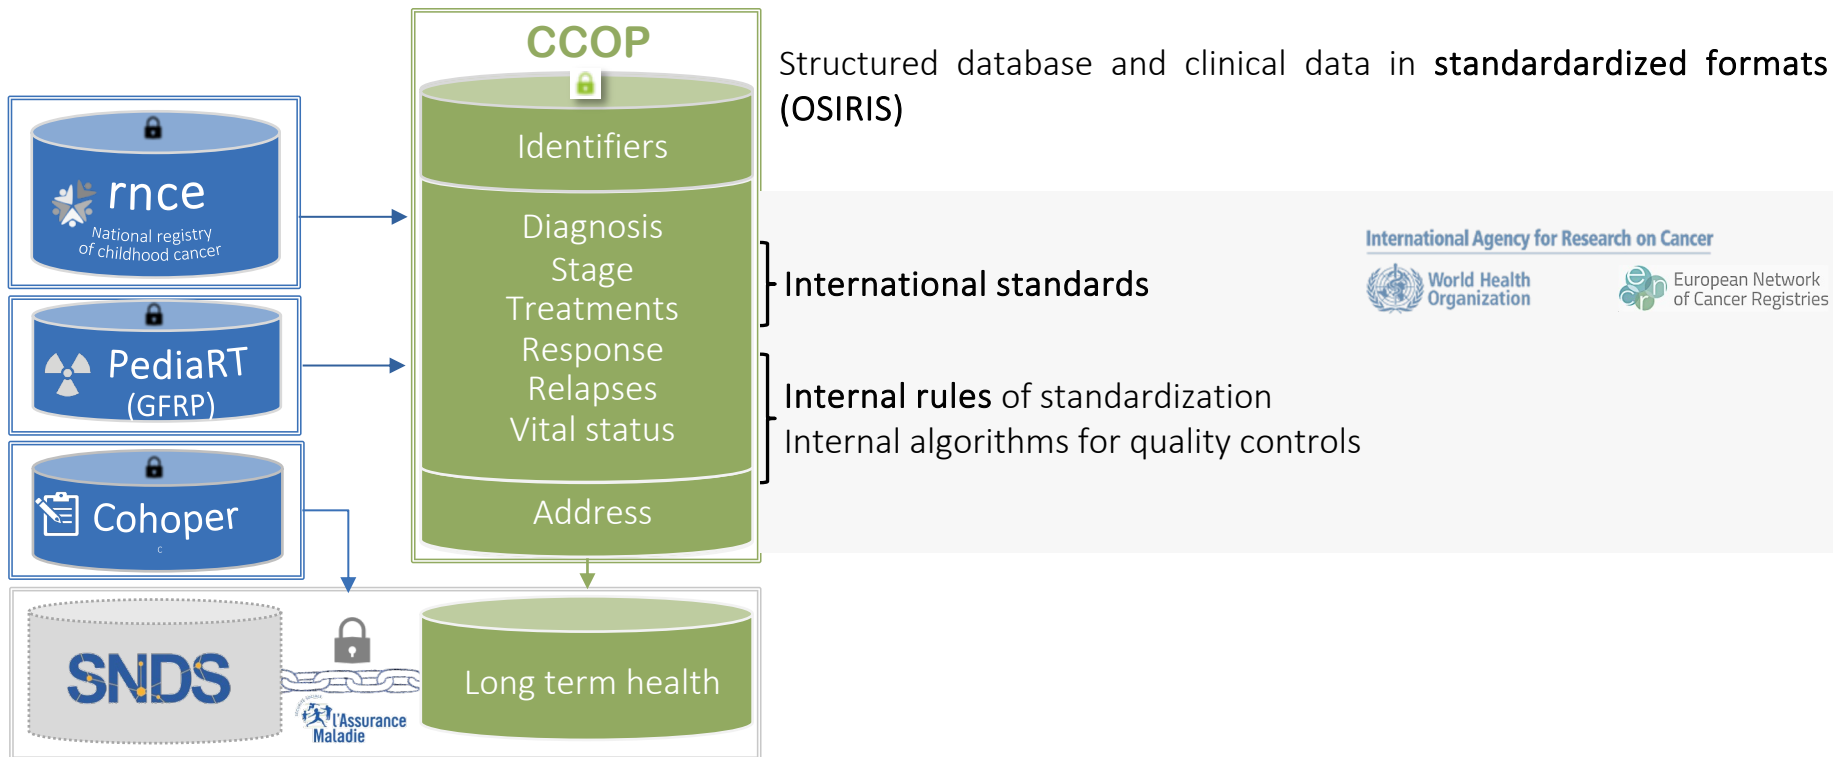 CCOP
Structured database and clinical data in standardardized formats
(OSIRIS)
Identifiers
rnce
National registry
of childhood cancer
Diagnosis
Stage
Treatments
Response
Relapses
Vital status
International standards
International Agency for Research on Cancer
World Health
Organization
encr
European Network
of Cancer Registries
PediaRT
(GFRP)
Internal rules of standardization
Internal algorithms for quality controls
Cohoper
c
Address
SNDS
l'Assurance
Maladie
Long term health